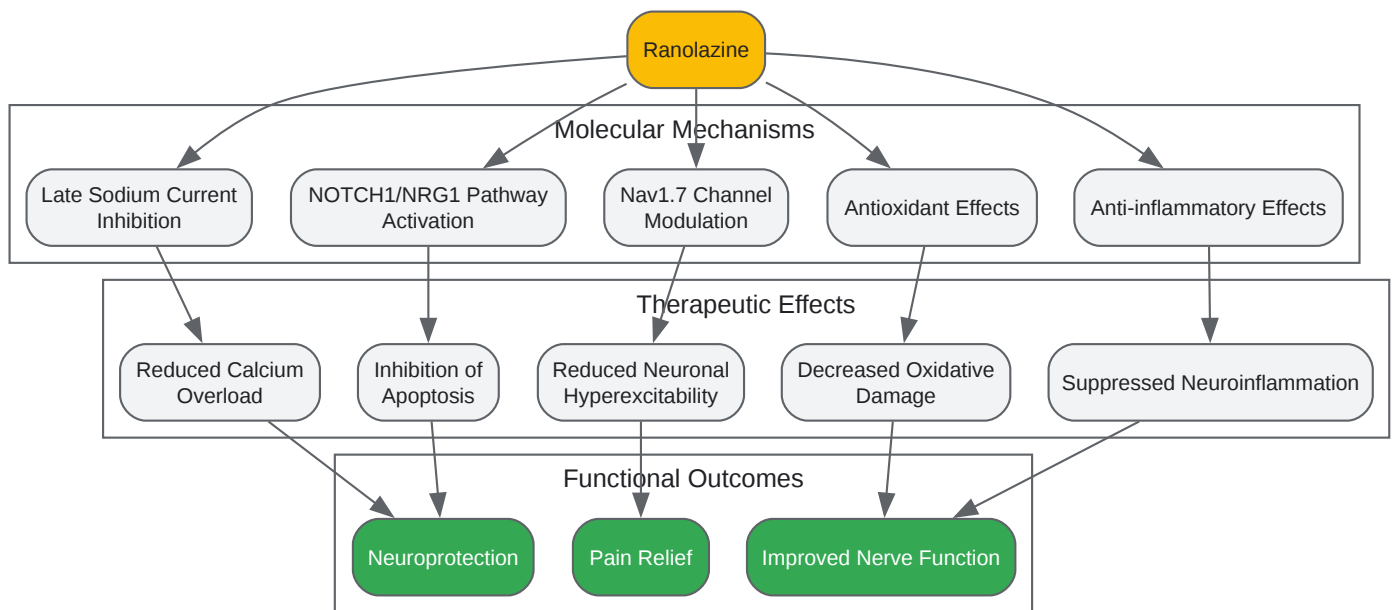 Ranolazine
Molecular Mechanisms
Late Sodium Current
Inhibition
NOTCH1/NRG1 Pathway
Activation
Nav1.7 Channel
Modulation
Antioxidant Effects
Anti-inflammatory Effects
Therapeutic Effects
Reduced Calcium
Overload
Inhibition of
Apoptosis
Reduced Neuronal
Hyperexcitability
Decreased Oxidative
Damage
Suppressed Neuroinflammation
Functional Outcomes
Neuroprotection
Pain Relief
Improved Nerve Function